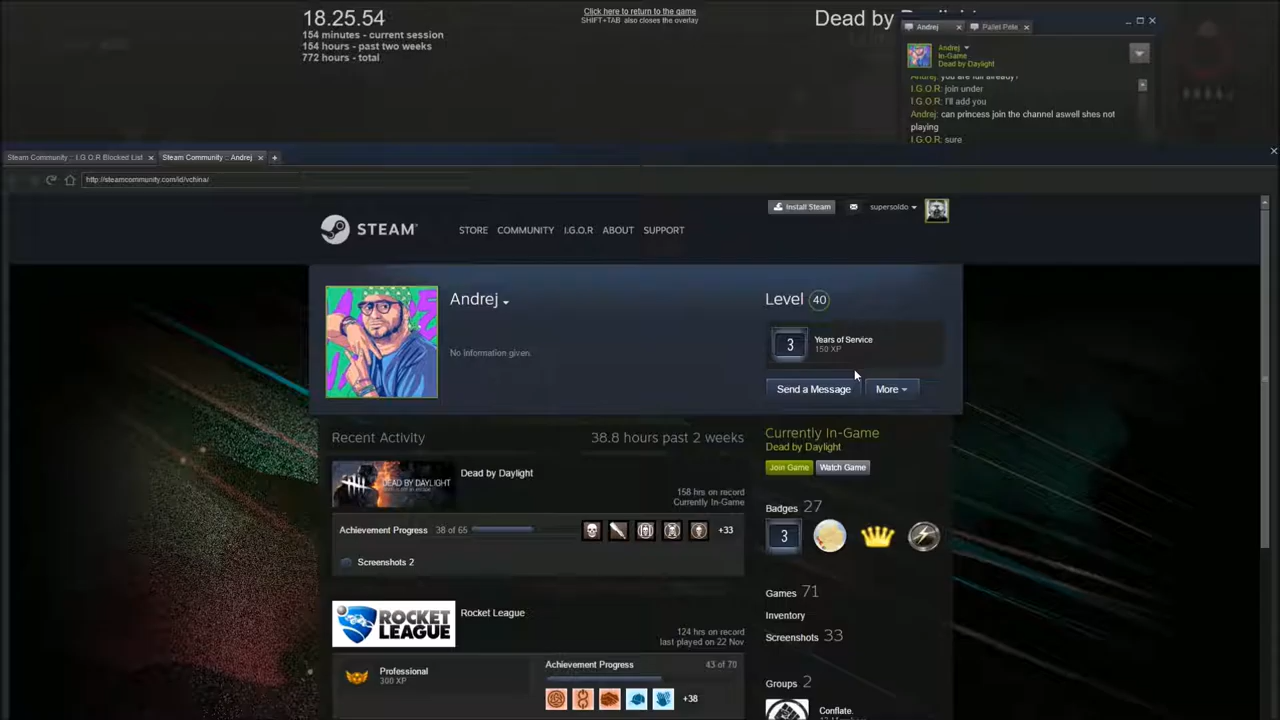 18.25.54
154 minutes - current session
154 hours - past two weeks
772 hours - total
Click here to return to the game
SHIFT+TAB also closes the overlay
Dead by Daylight
Andrej
Pallet Pele
Andrej
In-Game
Dead by Daylight
Andrej: you are full already?
I.G.O.R: join under
I.G.O.R: I'll add you
Andrej: can princess join the channel aswell shes not
playing
I.G.O.R: sure
Steam Community :: I.G.O.R Blocked List
Steam Community :: Andrej
http://steamcommunity.com/id/vchina/
Install Steam
supersoldo
STEAM
STORE COMMUNITY I.G.O.R ABOUT SUPPORT
Andrej
No information given.
Level 40
3
Years of Service
150 XP
Send a Message
More
Recent Activity
38.8 hours past 2 weeks
DEAD BY DAYLIGHT
Dead by Daylight
158 hrs on record
Currently In-Game
Achievement Progress 38 of 65
+33
Screenshots 2
ROCKET
LEAGUE
Rocket League
124 hrs on record
last played on 22 Nov
Professional
300 XP
Achievement Progress 43 of 70
+38
Currently In-Game
Dead by Daylight
Join Game
Watch Game
Badges 27
3
Games 71
Inventory
Screenshots 33
Groups 2
Conflate.